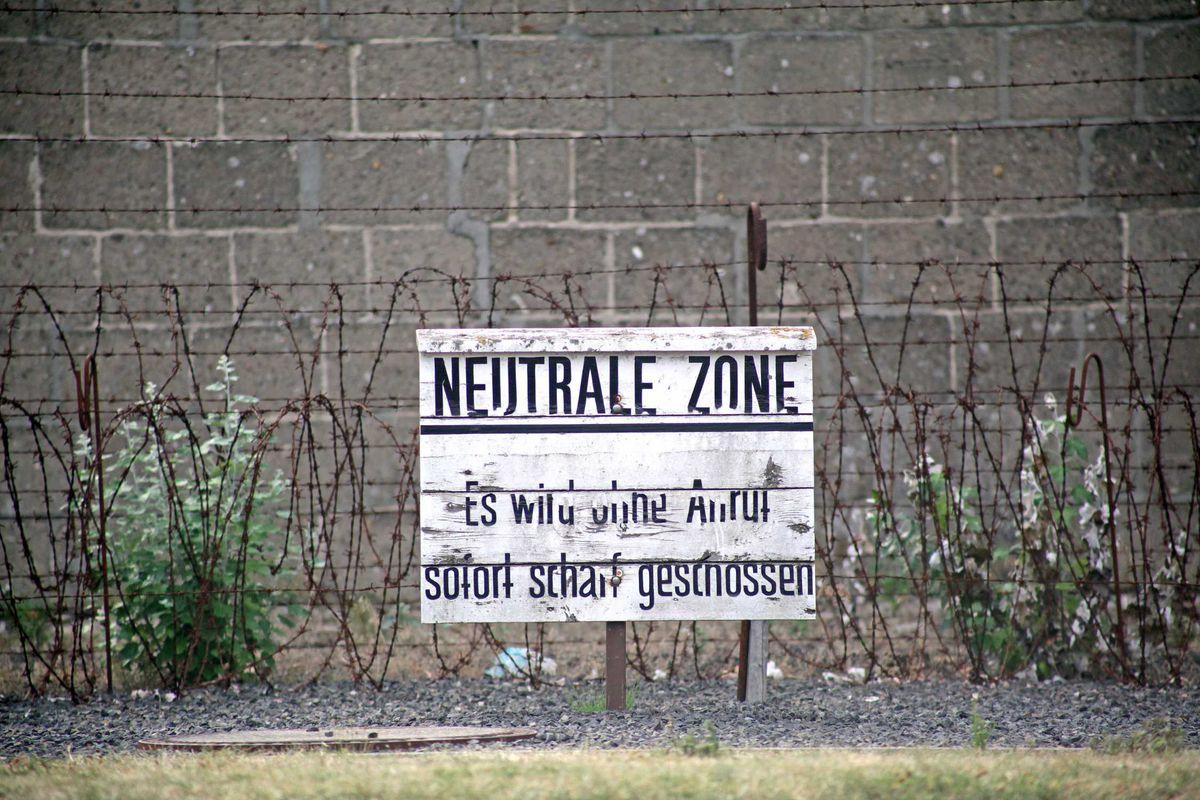 NEUTRALE ZONE
Es wird ohne Anruf
sofort scharf geschossen